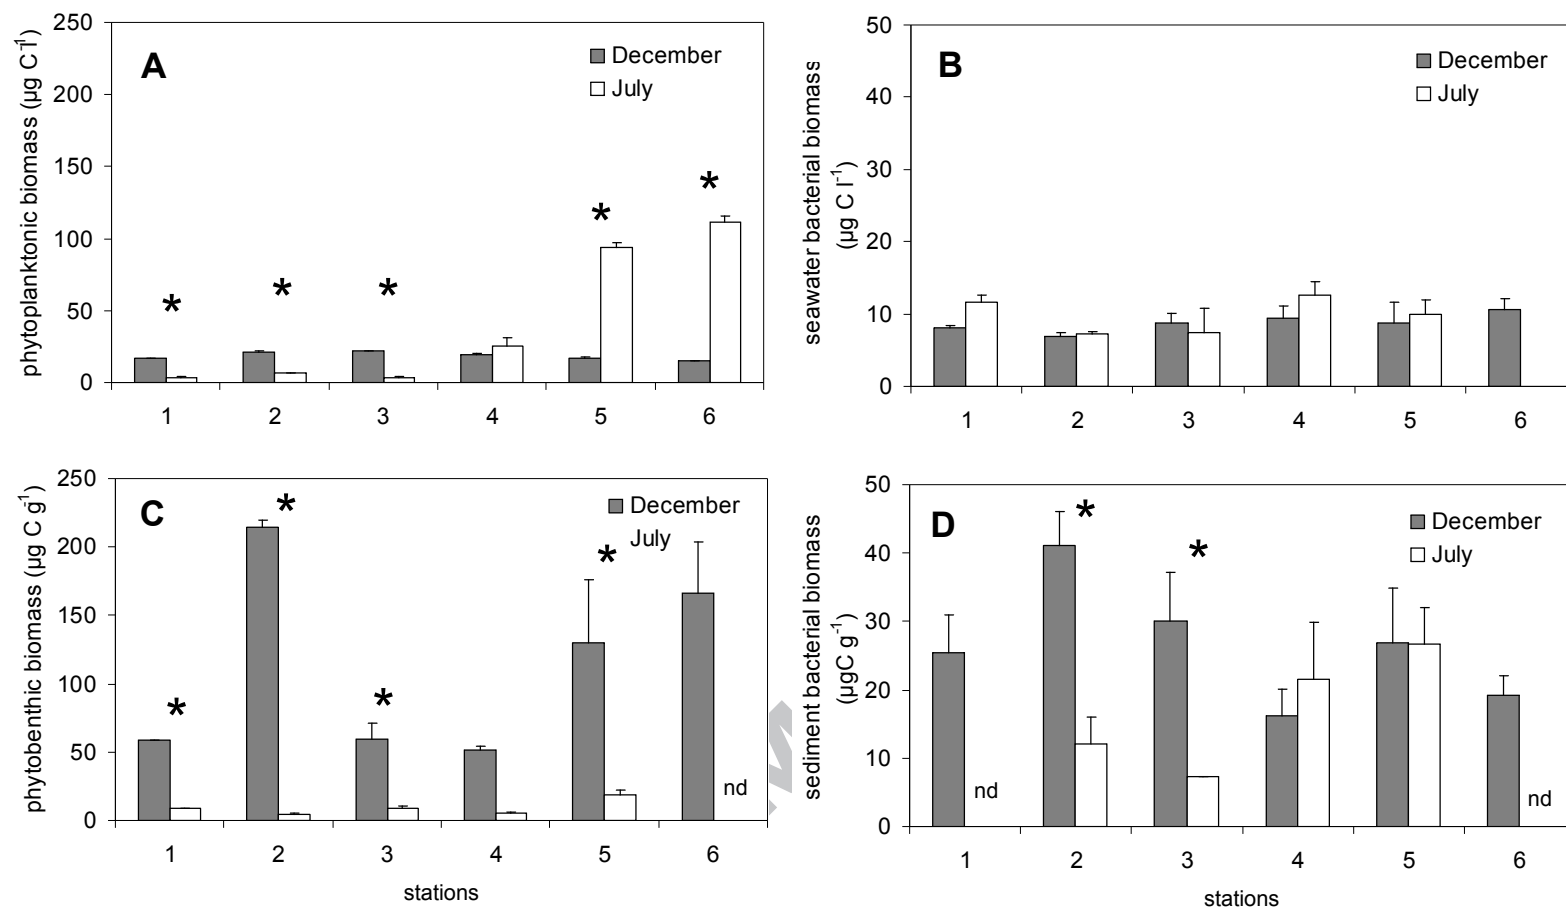 250
200
150
100
50
0
phytoplanktonic biomass (µg C l⁻¹)
A
December
July
*
*
*
*
*
1 2 3 4 5 6
50
40
30
20
10
0
seawater bacterial biomass
(µg C l⁻¹)
B
December
July
1 2 3 4 5 6
250
200
150
100
50
0
phytobenthic biomass (µg C g⁻¹)
C
December
July
*
*
*
*
nd
1 2 3 4 5 6
stations
50
40
30
20
10
0
sediment bacterial biomass
(µgC g⁻¹)
D
December
July
*
*
nd
nd
1 2 3 4 5 6
stations